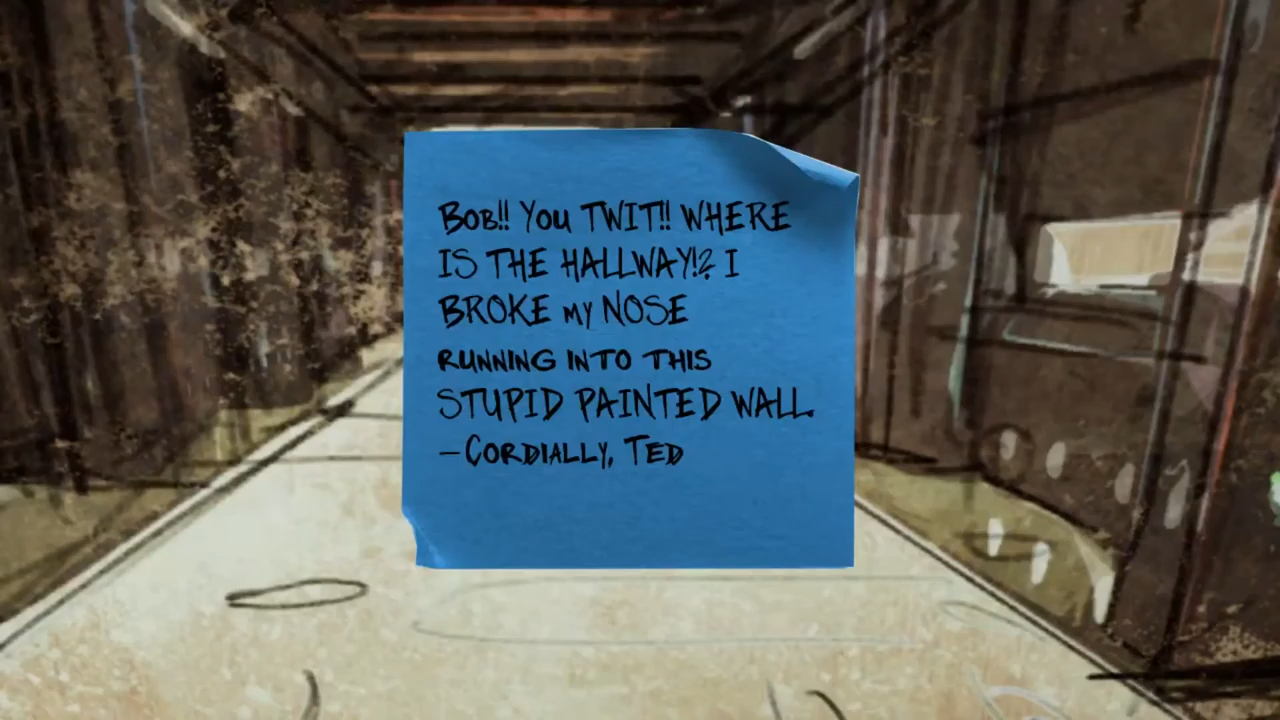 BOB!! YOU TWIT!! WHERE
IS THE HALLWAY!? I
BROKE my NOSE
RUNNING INTO THIS
STUPID PAINTED WALL.
–CORDIALLY, TED